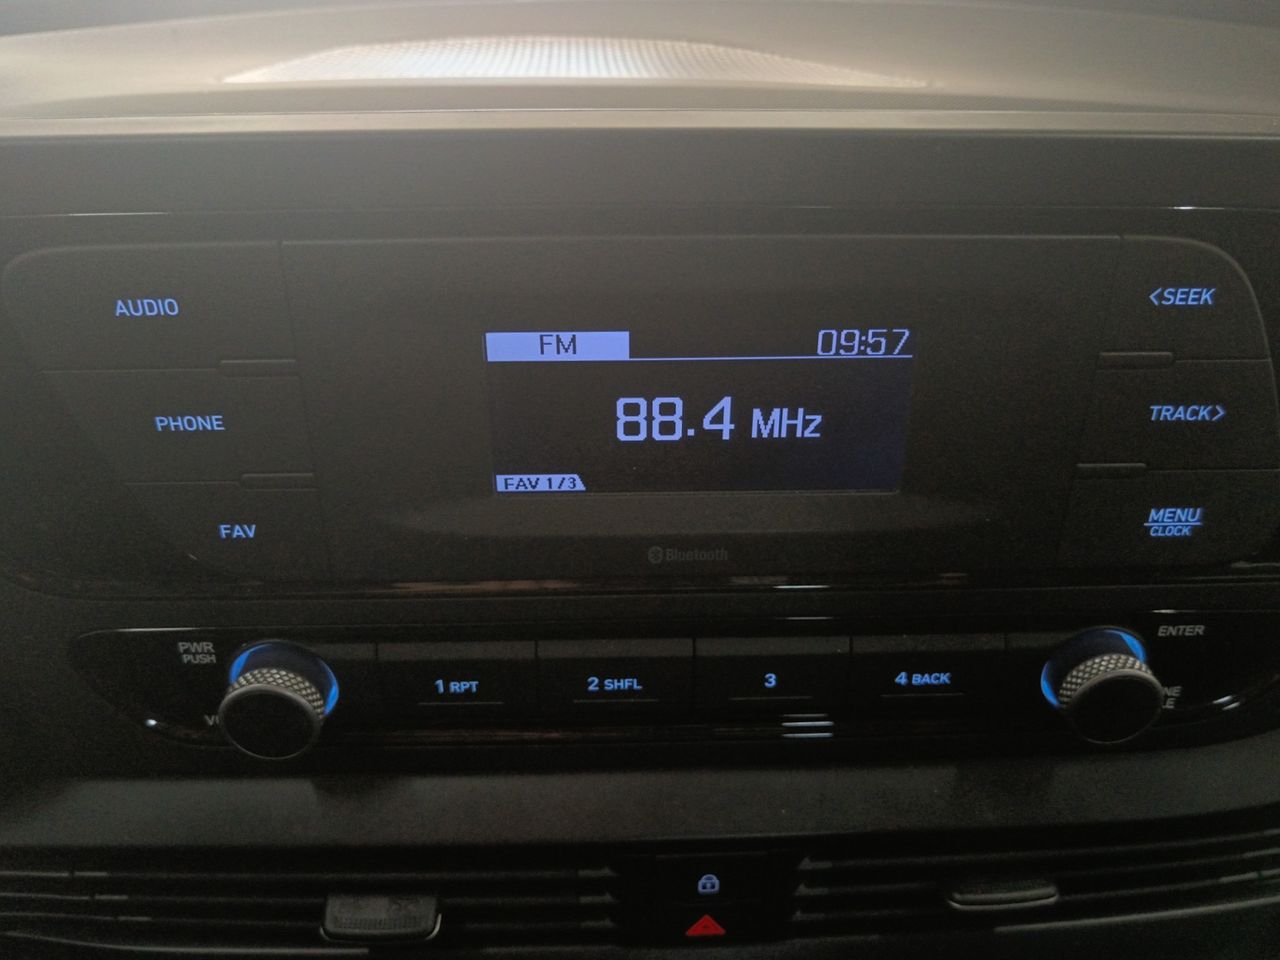 AUDIO
PHONE
FAV
FM 09:57
88.4 MHz
FAV 1/3
Bluetooth
<SEEK
TRACK>
MENU
CLOCK
PWR
PUSH
1 RPT
2 SHFL
3
4 BACK
ENTER